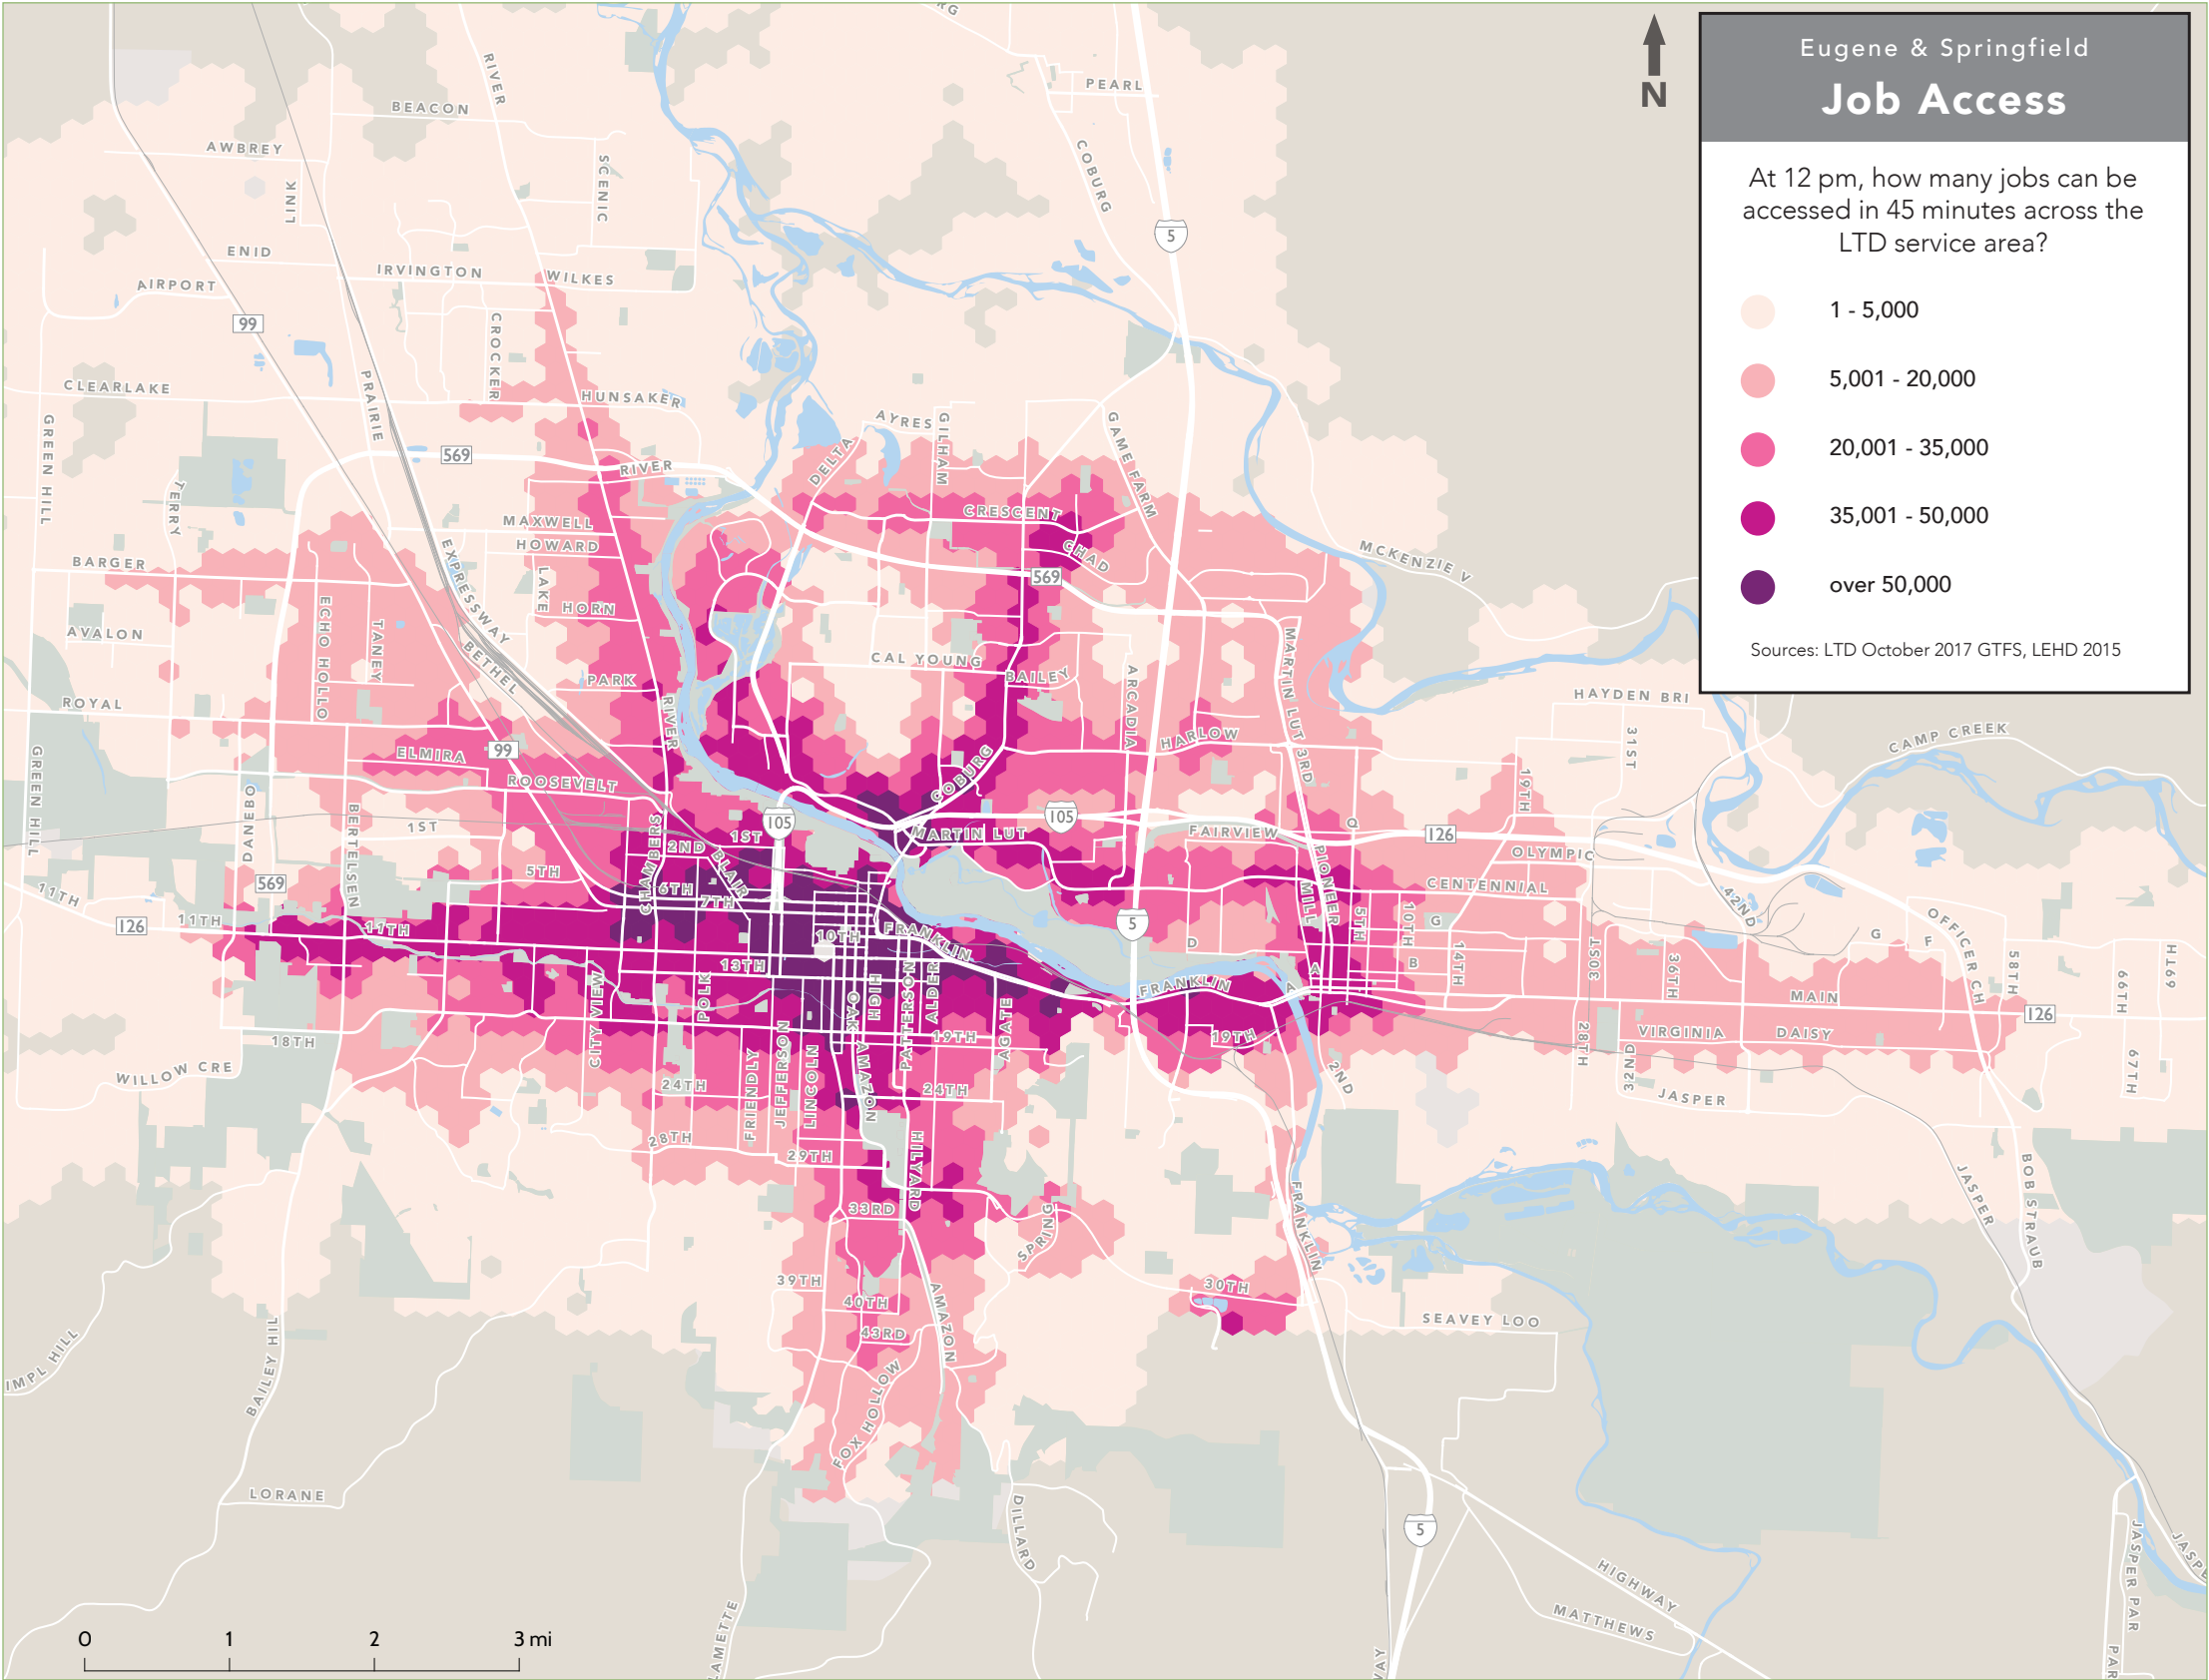 Eugene & Springfield
Job Access
At 12 pm, how many jobs can be
accessed in 45 minutes across the
LTD service area?
1 - 5,000
5,001 - 20,000
20,001 - 35,000
35,001 - 50,000
over 50,000
Sources: LTD October 2017 GTFS, LEHD 2015
N
RG
RIVER
PEARL
BEACON
AWBREY
LINK
SCENIC
COBURG
5
ENID
IRVINGTON
WILKES
AIRPORT
99
CROCKER
CLEARLAKE
PRAIRIE
HUNSAKER
GREEN HILL
AYRES
GILHAM
GAME FARM
DELTA
569
RIVER
TERRY
MAXWELL
CRESCENT
HOWARD
CHAD
EXPRESSWAY
MCKENZIE V
BARGER
569
LAKE
HORN
ECHO HOLLO
TANEY
AVALON
BETHEL
CAL YOUNG
BAILEY
PARK
ARCADIA
MARTIN LUT
HAYDEN BRI
ROYAL
RIVER
31ST
CAMP CREEK
ELMIRA
99
HARLOW
3RD
GREEN HILL
ROOSEVELT
COBURG
19TH
DANEBO
BERTELSEN
1ST
CHAMBERS
1ST
105
MARTIN LUT
105
FAIRVIEW
Q
126
2ND
BLAIR
OLYMPIC
PIONEER
5TH
6TH
7TH
CENTENNIAL
569
11TH
MILL
42ND
126
11TH
11TH
10TH
FRANKLIN
5
5TH
10TH
G
OFFICER CH
G
F
D
13TH
B
14TH
30ST
36TH
58TH
66TH
69TH
CITY VIEW
POLK
OAK
HIGH
PATTERSON
ALDER
AGATE
FRANKLIN
A
A
MAIN
126
18TH
19TH
19TH
VIRGINIA
DAISY
28TH
WILLOW CRE
24TH
FRIENDLY
JEFFERSON
LINCOLN
AMAZON
24TH
2ND
32ND
JASPER
67TH
28TH
29TH
HILYARD
33RD
SPRING
FRANKLIN
JASPER
BOB STRAUB
39TH
30TH
40TH
AMAZON
43RD
SEAVEY LOO
IMPL HILL
BAILEY HIL
FOX HOLLOW
LORANE
DILLARD
5
JASPER PAR
JASPE
HIGHWAY
MATTHEWS
LAMETTE
WAY
PAR
0
1
2
3 mi